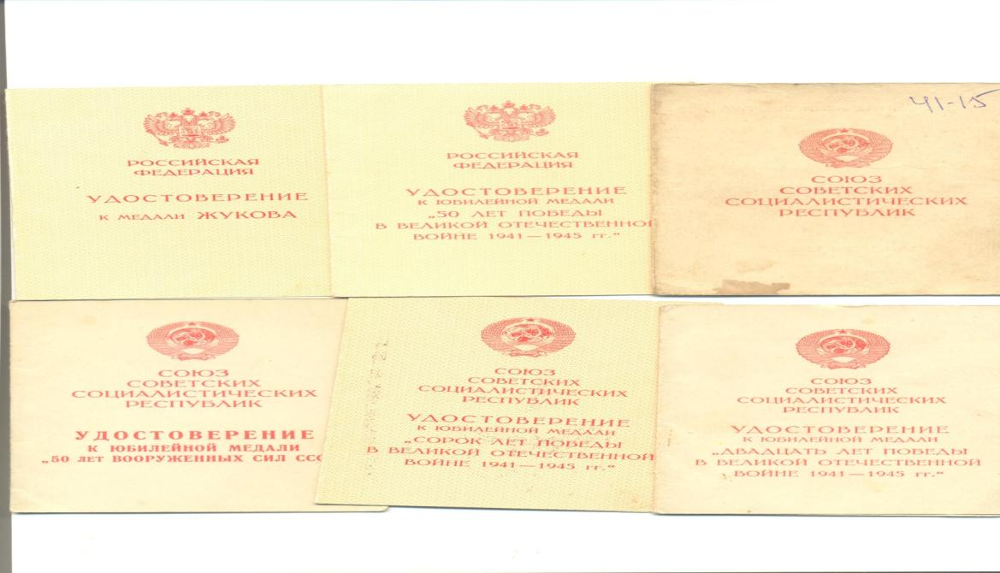 РОССИЙСКАЯ
ФЕДЕРАЦИЯ
УДОСТОВЕРЕНИЕ
К МЕДАЛИ ЖУКОВА
РОССИЙСКАЯ
ФЕДЕРАЦИЯ
УДОСТОВЕРЕНИЕ
К ЮБИЛЕЙНОЙ МЕДАЛИ
„50 ЛЕТ ПОБЕДЫ
В ВЕЛИКОЙ ОТЕЧЕСТВЕННОЙ
ВОЙНЕ 1941—1945 гг.“
41-15
СОЮЗ
СОВЕТСКИХ
СОЦИАЛИСТИЧЕСКИХ
РЕСПУБЛИК
СОЮЗ
СОВЕТСКИХ
СОЦИАЛИСТИЧЕСКИХ
РЕСПУБЛИК
УДОСТОВЕРЕНИЕ
К ЮБИЛЕЙНОЙ МЕДАЛИ
„50 ЛЕТ ВООРУЖЕННЫХ СИЛ ССС
СОЮЗ
СОВЕТСКИХ
СОЦИАЛИСТИЧЕСКИХ
РЕСПУБЛИК
УДОСТОВЕРЕНИЕ
К ЮБИЛЕЙНОЙ МЕДАЛИ
„СОРОК ЛЕТ ПОБЕДЫ
В ВЕЛИКОЙ ОТЕЧЕСТВЕННОЙ
ВОЙНЕ 1941—1945 гг.“
СОЮЗ
СОВЕТСКИХ
СОЦИАЛИСТИЧЕСКИХ
РЕСПУБЛИК
УДОСТОВЕРЕНИЕ
К ЮБИЛЕЙНОЙ МЕДАЛИ
„ДВАДЦАТЬ ЛЕТ ПОБЕДЫ
В ВЕЛИКОЙ ОТЕЧЕСТВЕННОЙ
ВОЙНЕ 1941—1945 гг.“